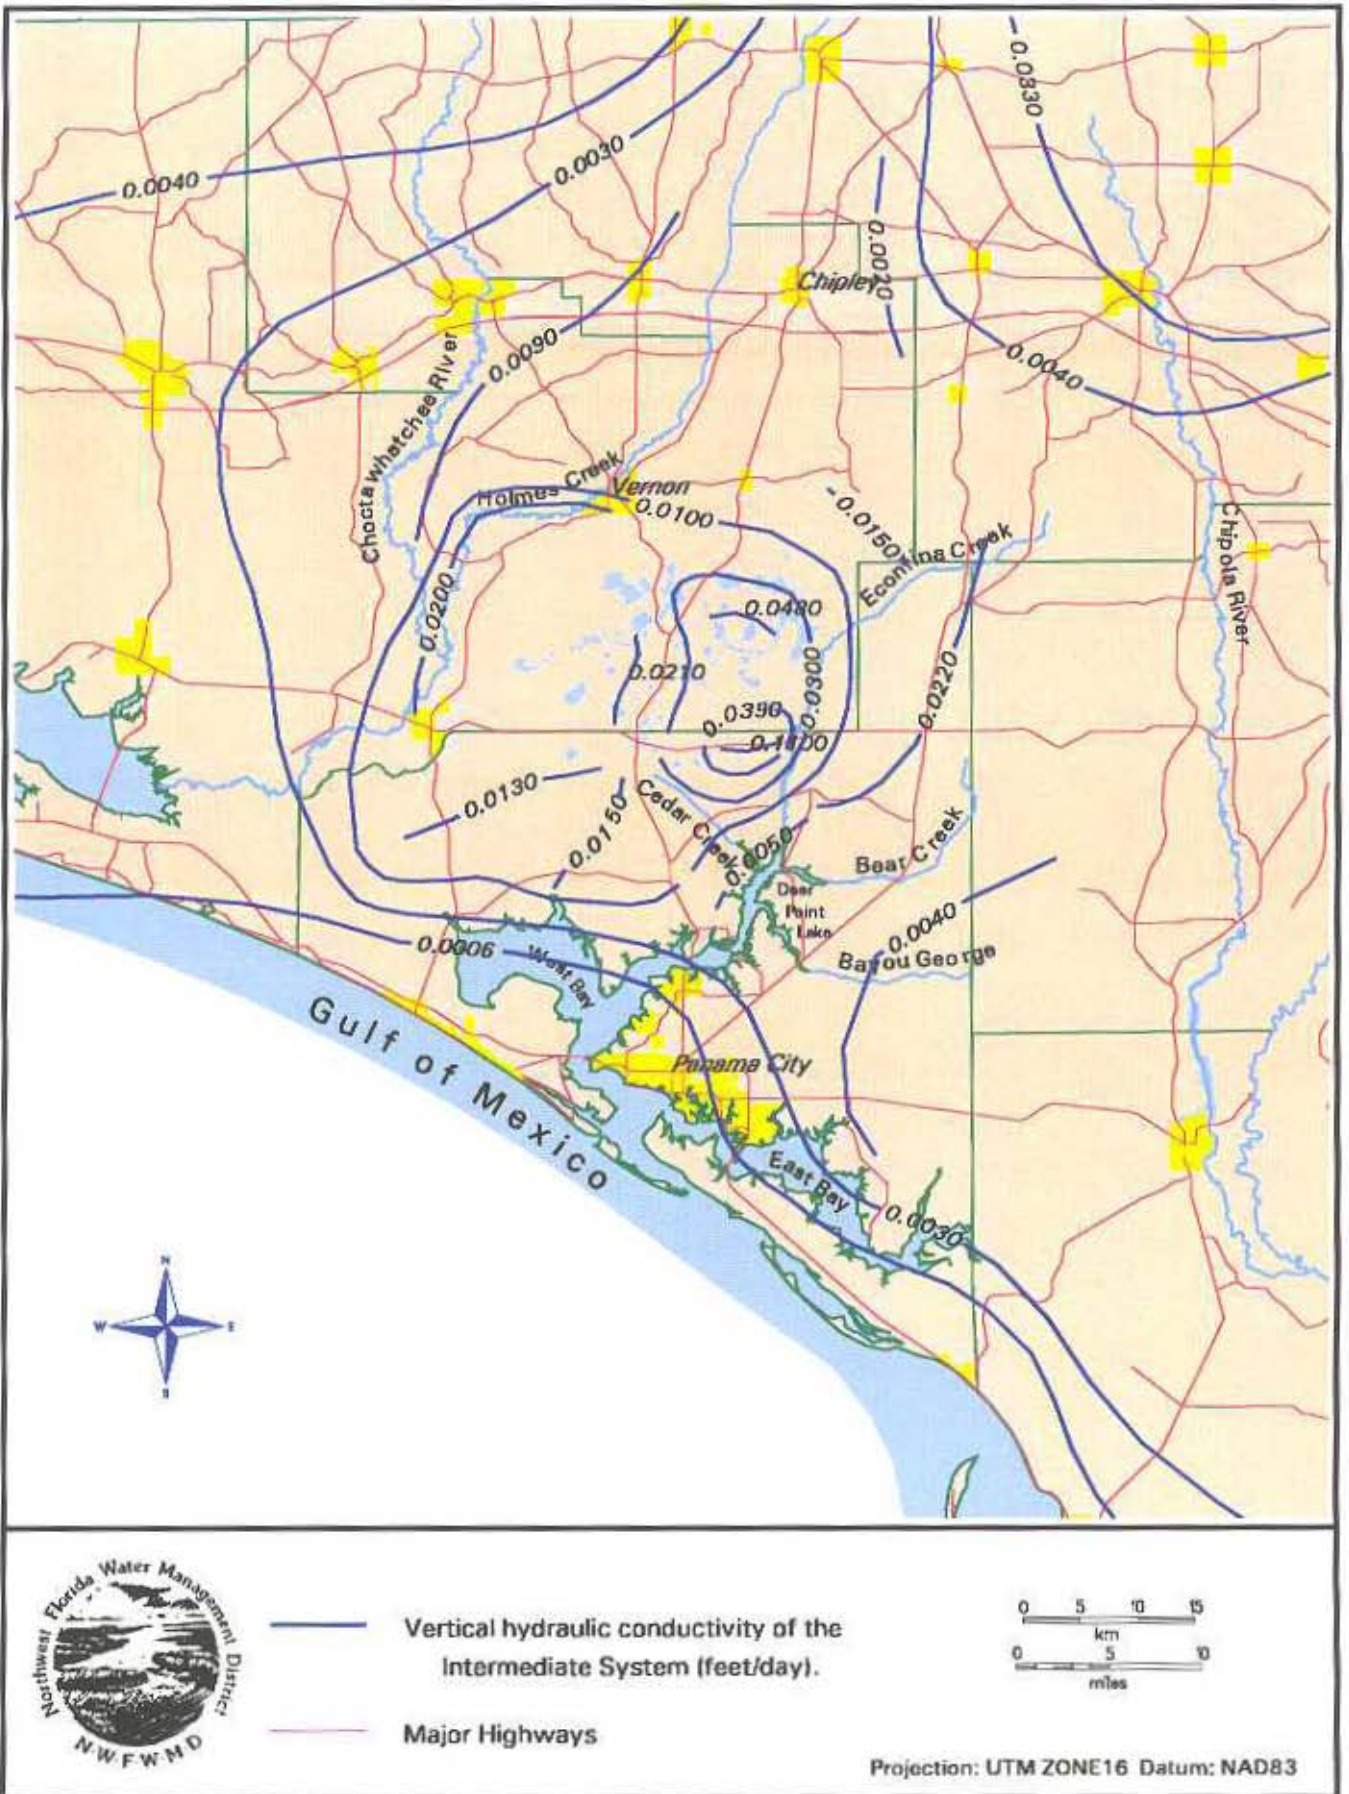 0.0330
0.0040
0.0030
0.0020
Chipley
Choctawhatchee River
0.0090
0.0040
Holmes Creek
Vernon
0.0100
-0.0150
Econfina Creek
Chipola River
0.0200
0.0480
0.0210
0.0300
0.0220
0.0390
0.0130
0.0150
Cedar Creek
0.0050
Bear Creek
Deer
Point
Lake
0.0040
Bayou George
0.0006
West Bay
Gulf of Mexico
Panama City
East Bay
0.0030
N
W
E
S
Northwest Florida Water Management District
N·W·F·W·M·D
Vertical hydraulic conductivity of the
Intermediate System (feet/day).
Major Highways
0 5 10 15
km
0 5 10
miles
Projection: UTM ZONE16 Datum: NAD83